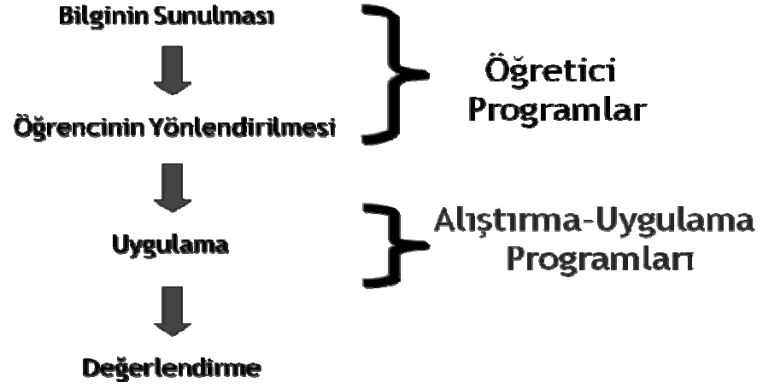 Bilginin Sunulması
Öğretici
Programlar
Öğrencinin Yönlendirilmesi
Alıştırma-Uygulama
Programları
Uygulama
Değerlendirme